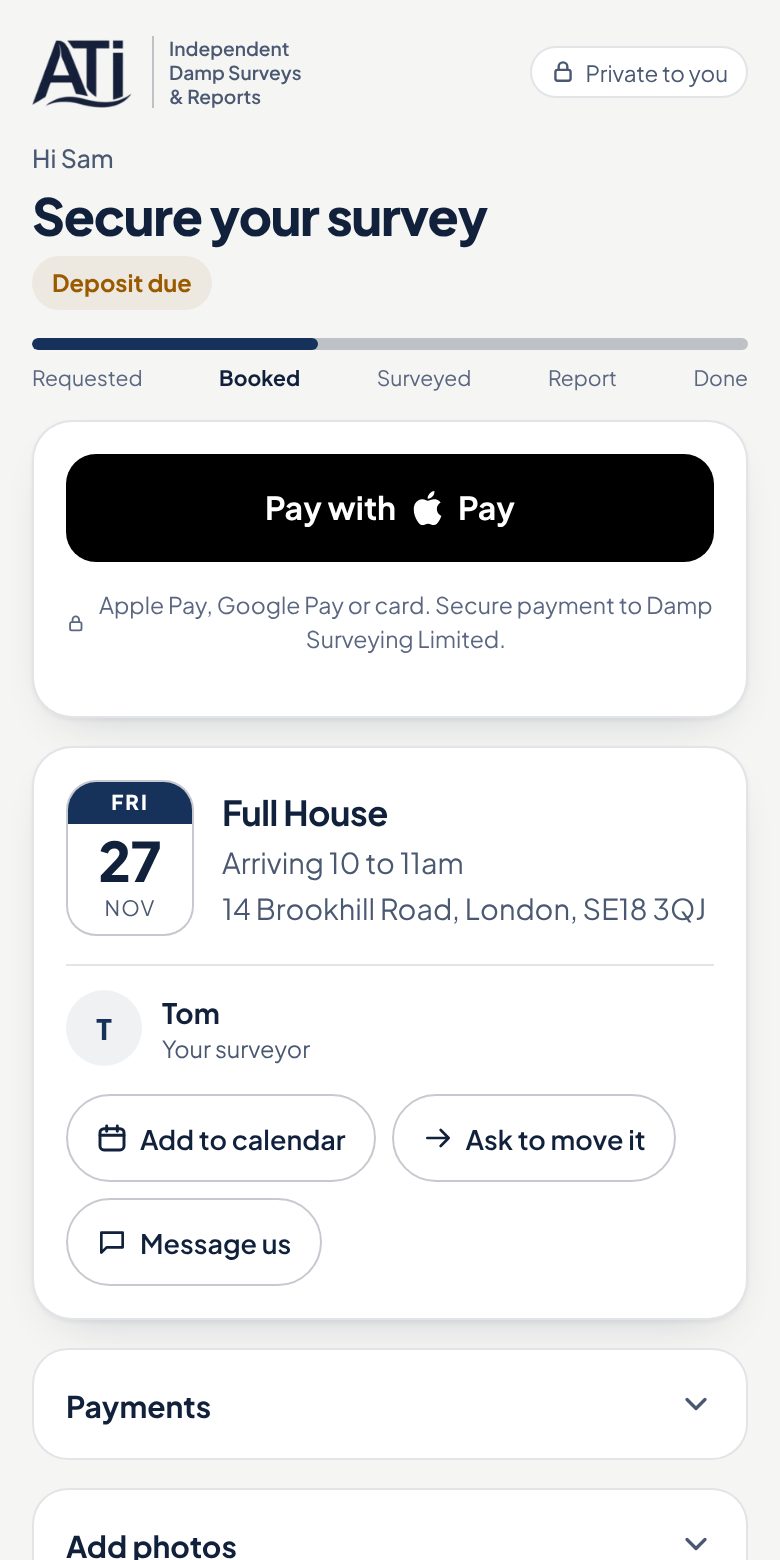 ATi
Independent
Damp Surveys
& Reports
Private to you
Hi Sam
Secure your survey
Deposit due
Requested
Booked
Surveyed
Report
Done
Pay with Pay
Apple Pay, Google Pay or card. Secure payment to Damp
Surveying Limited.
FRI
27
NOV
Full House
Arriving 10 to 11am
14 Brookhill Road, London, SE18 3QJ
T
Tom
Your surveyor
Add to calendar
Ask to move it
Message us
Payments
Add photos